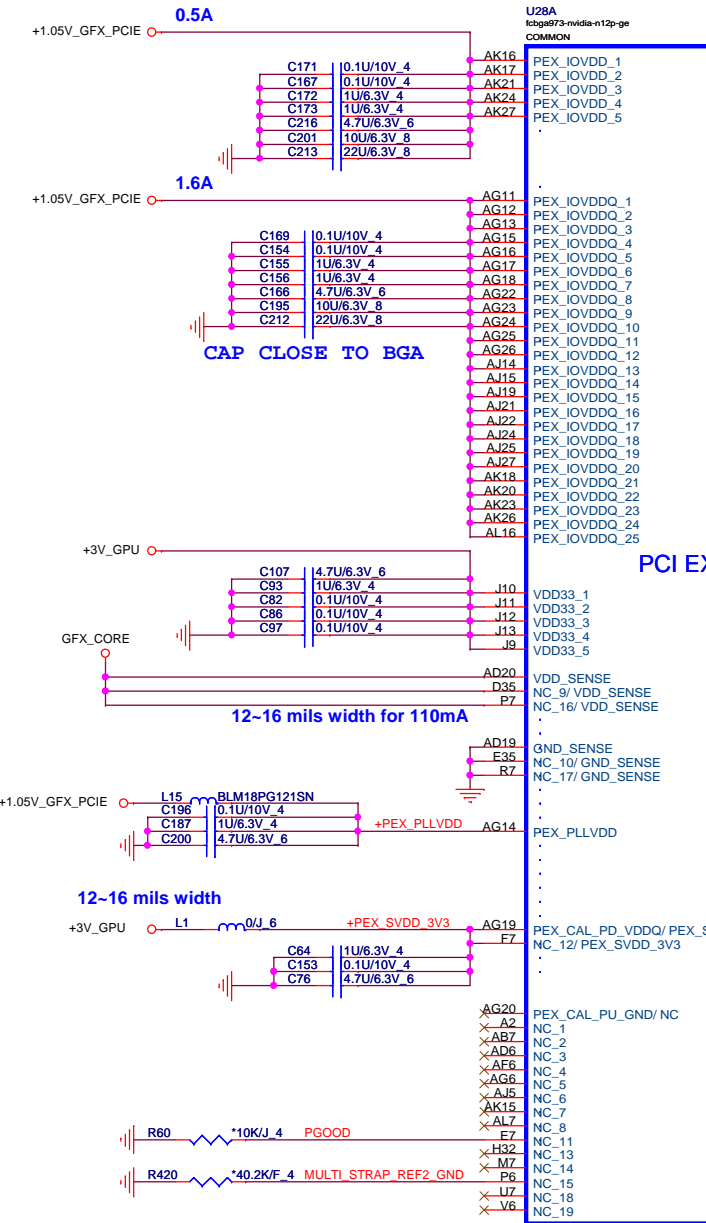 0.5A
U28A
fcbga973-nvidia-n12p-ge
COMMON
+1.05V_GFX_PCIE
AK16 PEX_IOVDD_1
C171 0.1U/10V_4 AK17 PEX_IOVDD_2
C167 0.1U/10V_4 AK21 PEX_IOVDD_3
C172 1U/6.3V_4 AK24 PEX_IOVDD_4
C173 1U/6.3V_4 AK27 PEX_IOVDD_5
C216 4.7U/6.3V_6
C201 10U/6.3V_8
C213 22U/6.3V_8
1.6A
+1.05V_GFX_PCIE AG11 PEX_IOVDDQ_1
AG12 PEX_IOVDDQ_2
AG13 PEX_IOVDDQ_3
C169 0.1U/10V_4 AG15 PEX_IOVDDQ_4
C154 0.1U/10V_4 AG16 PEX_IOVDDQ_5
C155 1U/6.3V_4 AG17 PEX_IOVDDQ_6
C156 1U/6.3V_4 AG18 PEX_IOVDDQ_7
C166 4.7U/6.3V_6 AG22 PEX_IOVDDQ_8
C195 10U/6.3V_8 AG23 PEX_IOVDDQ_9
C212 22U/6.3V_8 AG24 PEX_IOVDDQ_10
AG25 PEX_IOVDDQ_11
CAP CLOSE TO BGA AG26 PEX_IOVDDQ_12
AJ14 PEX_IOVDDQ_13
AJ15 PEX_IOVDDQ_14
AJ19 PEX_IOVDDQ_15
AJ21 PEX_IOVDDQ_16
AJ22 PEX_IOVDDQ_17
AJ24 PEX_IOVDDQ_18
AJ25 PEX_IOVDDQ_19
AJ27 PEX_IOVDDQ_20
AK18 PEX_IOVDDQ_21
AK20 PEX_IOVDDQ_22
AK23 PEX_IOVDDQ_23
AK26 PEX_IOVDDQ_24
AL16 PEX_IOVDDQ_25
+3V_GPU
PCI EX
C107 4.7U/6.3V_6
C93 1U/6.3V_4 J10 VDD33_1
C82 0.1U/10V_4 J11 VDD33_2
C86 0.1U/10V_4 J12 VDD33_3
C97 0.1U/10V_4 J13 VDD33_4
J9 VDD33_5
GFX_CORE
AD20 VDD_SENSE
D35 NC_9/ VDD_SENSE
P7 NC_16/ VDD_SENSE
12~16 mils width for 110mA
AD19 GND_SENSE
E35 NC_10/ GND_SENSE
R7 NC_17/ GND_SENSE
+1.05V_GFX_PCIE L15 BLM18PG121SN
C196 0.1U/10V_4
C187 1U/6.3V_4 +PEX_PLLVDD AG14 PEX_PLLVDD
C200 4.7U/6.3V_6
12~16 mils width
+3V_GPU L1 0/J_6 +PEX_SVDD_3V3 AG19 PEX_CAL_PD_VDDQ/ PEX_S
F7 NC_12/ PEX_SVDD_3V3
C64 1U/6.3V_4
C153 0.1U/10V_4
C76 4.7U/6.3V_6
AG20 PEX_CAL_PU_GND/ NC
A2 NC_1
AB7 NC_2
AD6 NC_3
AF6 NC_4
AG6 NC_5
AJ5 NC_6
AK15 NC_7
AL7 NC_8
R60 *10K/J_4 PGOOD E7 NC_11
H32 NC_13
M7 NC_14
R420 *40.2K/F_4 MULTI_STRAP_REF2_GND P6 NC_15
U7 NC_18
V6 NC_19